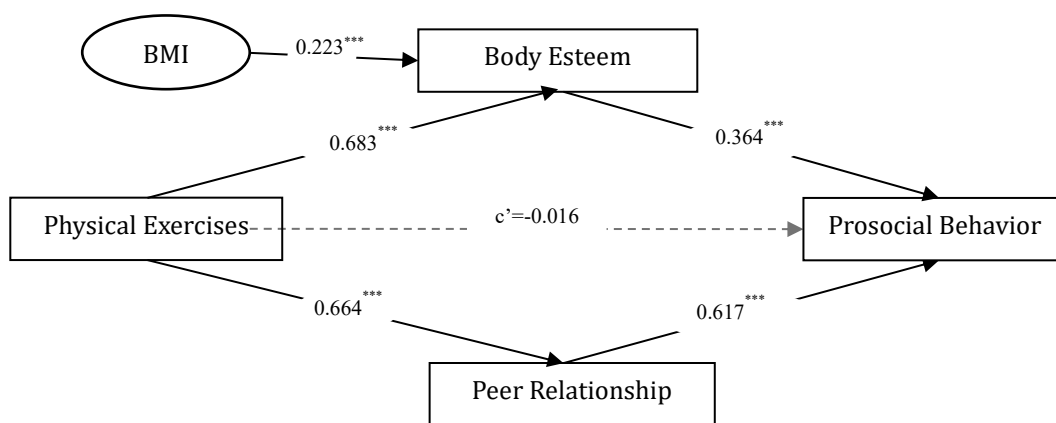 BMI
0.223***
Body Esteem
0.683***
0.364***
Physical Exercises
c’=-0.016
Prosocial Behavior
0.664***
0.617***
Peer Relationship